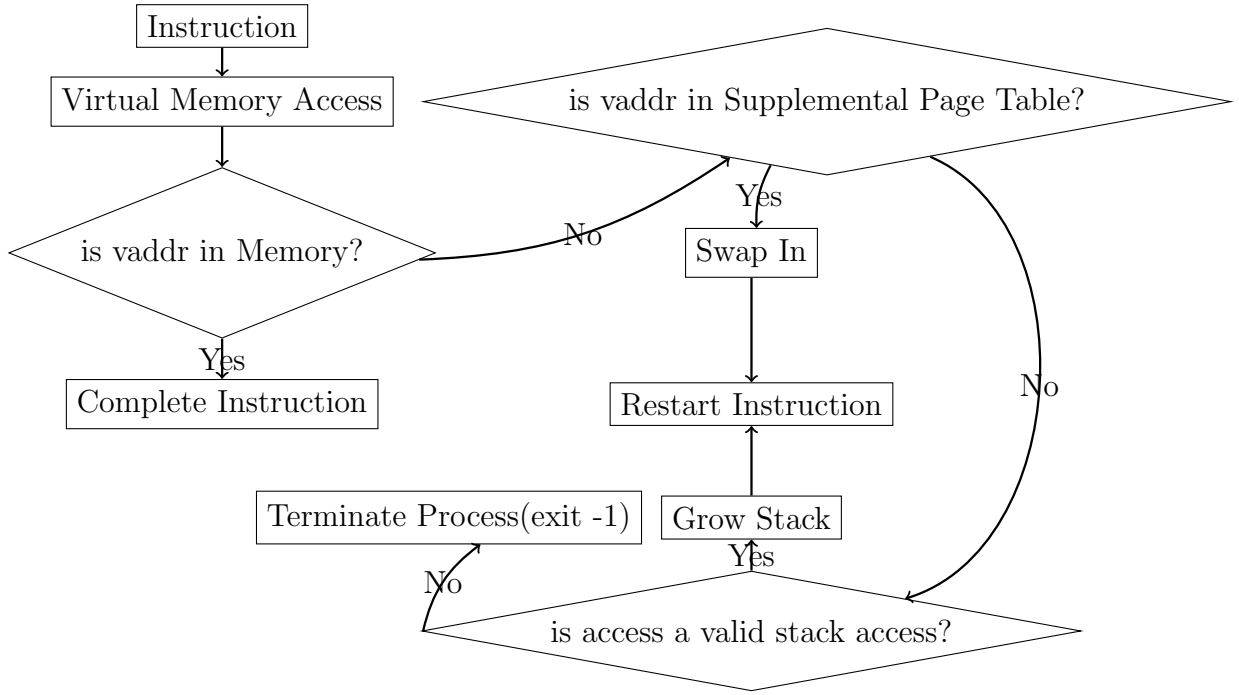 Instruction
Virtual Memory Access
is vaddr in Supplemental Page Table?
Yes
No
is vaddr in Memory?
Swap In
Yes
Complete Instruction
No
Restart Instruction
Terminate Process(exit -1)
Grow Stack
Yes
No
is access a valid stack access?